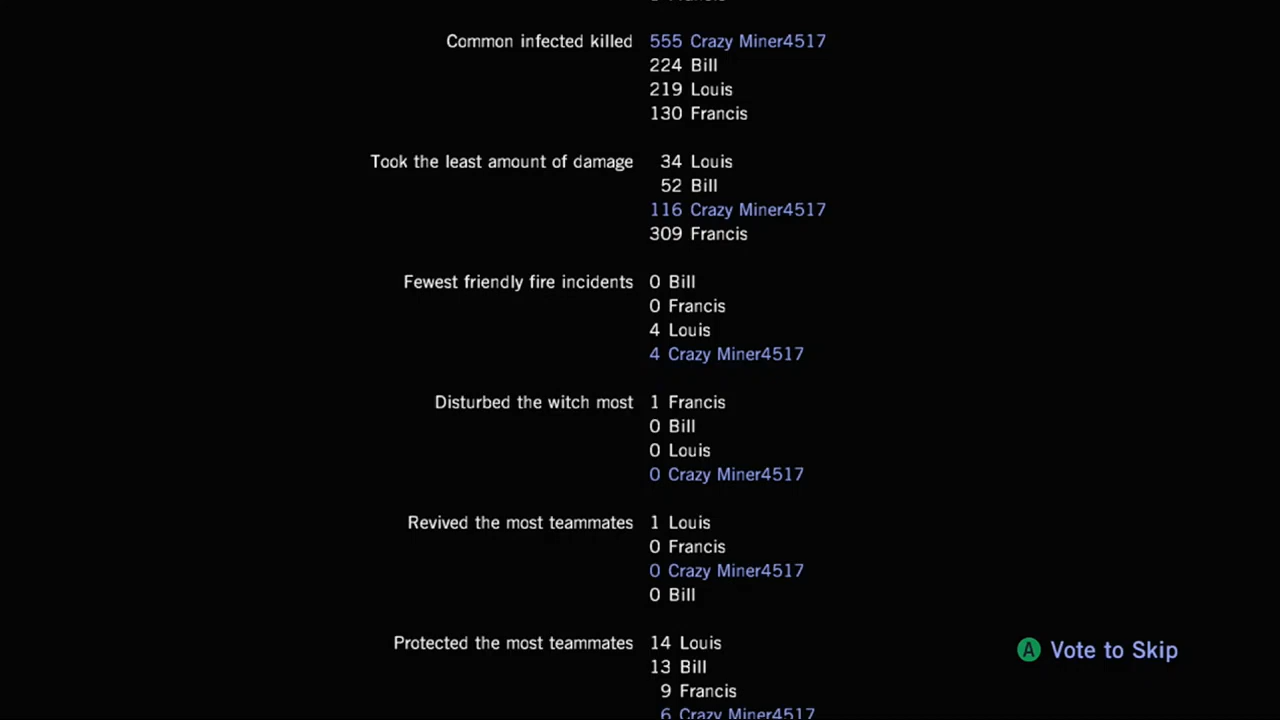 Common infected killed 555 Crazy Miner4517
224 Bill
219 Louis
130 Francis
Took the least amount of damage 34 Louis
52 Bill
116 Crazy Miner4517
309 Francis
Fewest friendly fire incidents 0 Bill
0 Francis
4 Louis
4 Crazy Miner4517
Disturbed the witch most 1 Francis
0 Bill
0 Louis
0 Crazy Miner4517
Revived the most teammates 1 Louis
0 Francis
0 Crazy Miner4517
0 Bill
Protected the most teammates 14 Louis
13 Bill
9 Francis
6 Crazy Miner4517
A Vote to Skip